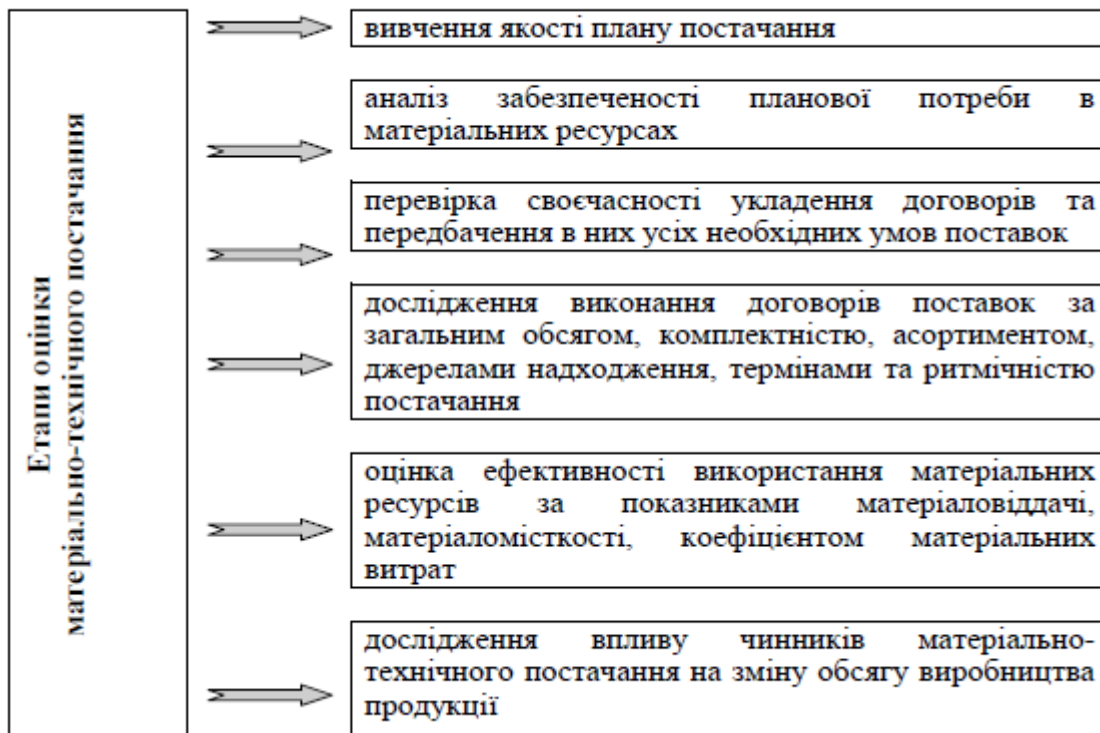 Етапи оцінки
матеріально-технічного постачання
вивчення якості плану постачання
аналіз забезпеченості планової потреби в
матеріальних ресурсах
перевірка своєчасності укладення договорів та
передбачення в них усіх необхідних умов поставок
дослідження виконання договорів поставок за
загальним обсягом, комплектністю, асортиментом,
джерелами надходження, термінами та ритмічністю
постачання
оцінка ефективності використання матеріальних
ресурсів за показниками матеріаловіддачі,
матеріаломісткості, коефіцієнтом матеріальних
витрат
дослідження впливу чинників матеріально-
технічного постачання на зміну обсягу виробництва
продукції